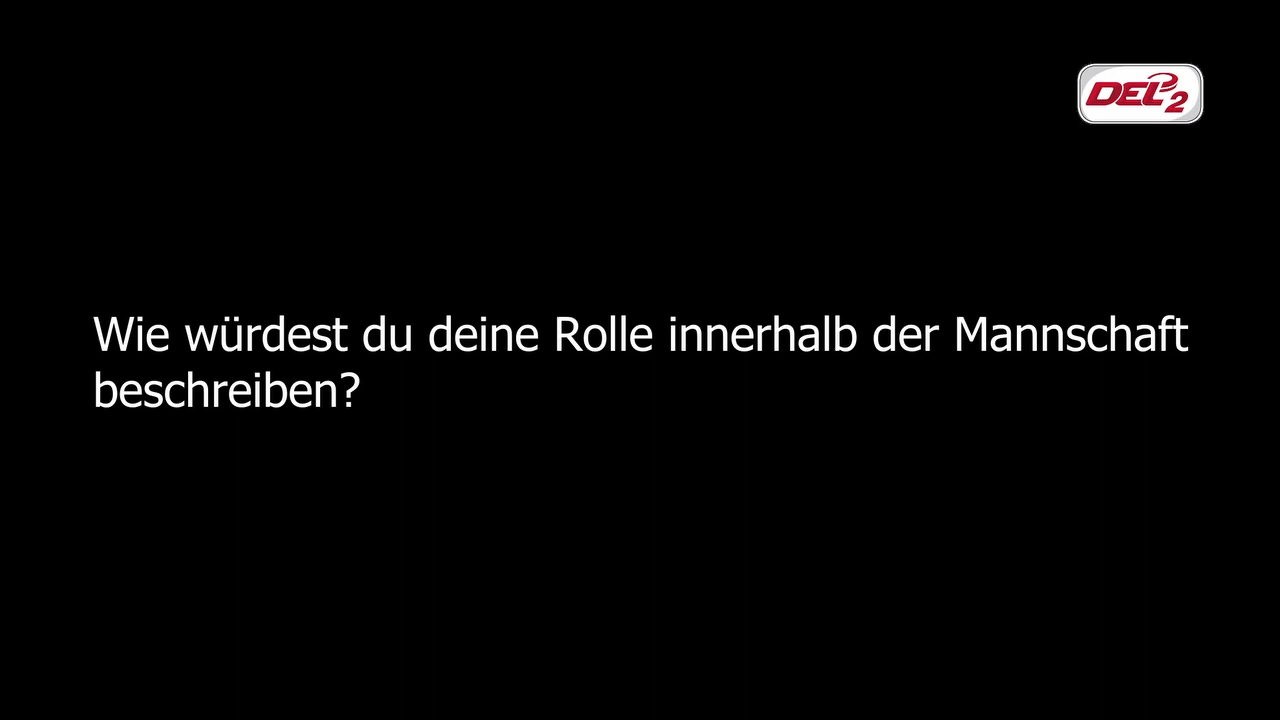 DEL2
Wie würdest du deine Rolle innerhalb der Mannschaft
beschreiben?